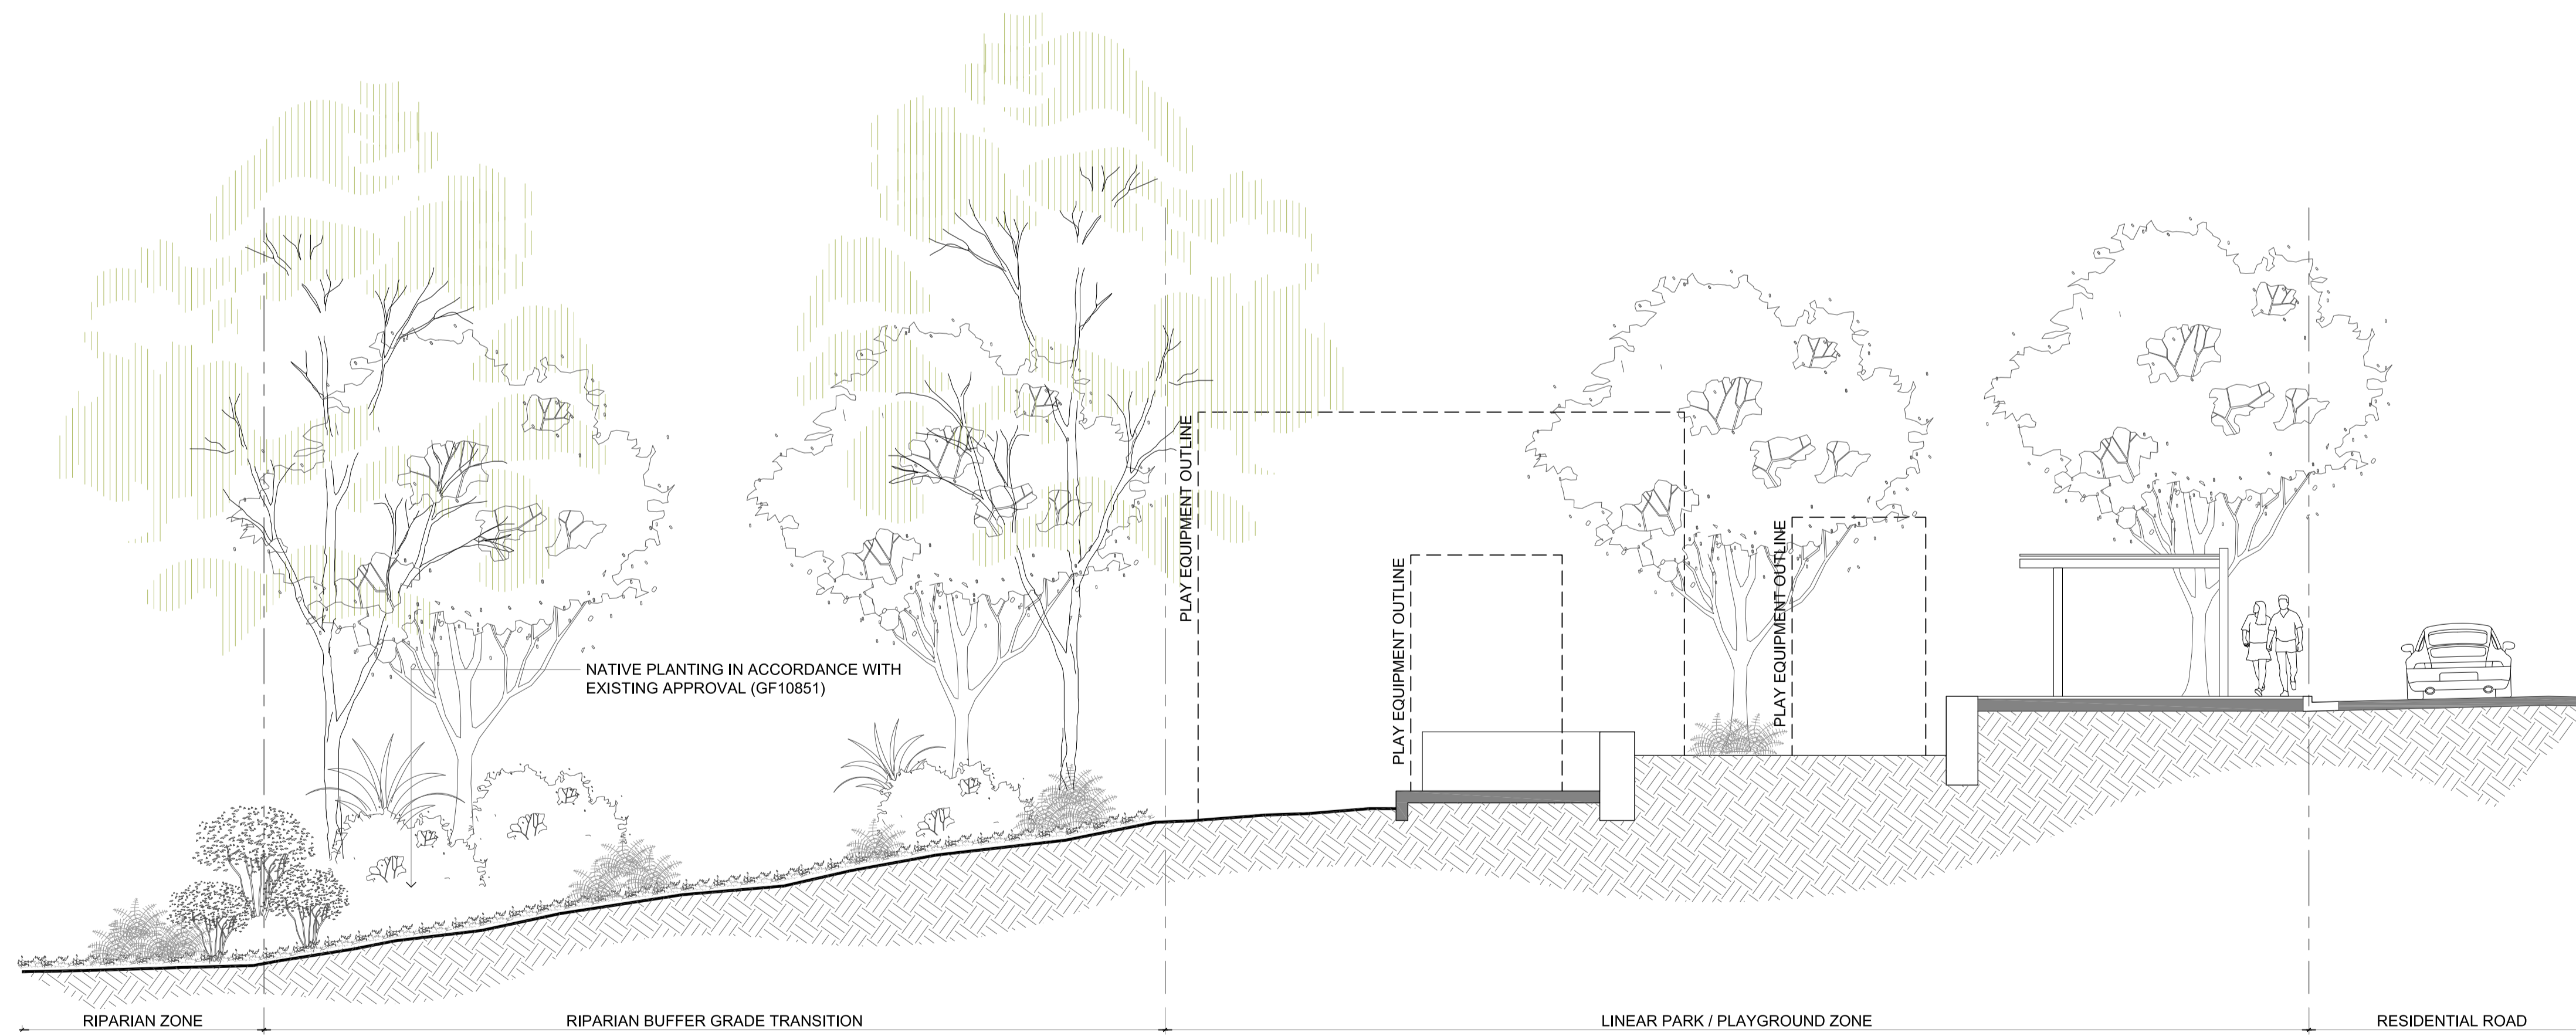 PLAY EQUIPMENT OUTLINE
PLAY EQUIPMENT OUTLINE
PLAY EQUIPMENT OUTLINE
NATIVE PLANTING IN ACCORDANCE WITH
EXISTING APPROVAL (GF10851)
RIPARIAN ZONE
RIPARIAN BUFFER GRADE TRANSITION
LINEAR PARK / PLAYGROUND ZONE
RESIDENTIAL ROAD